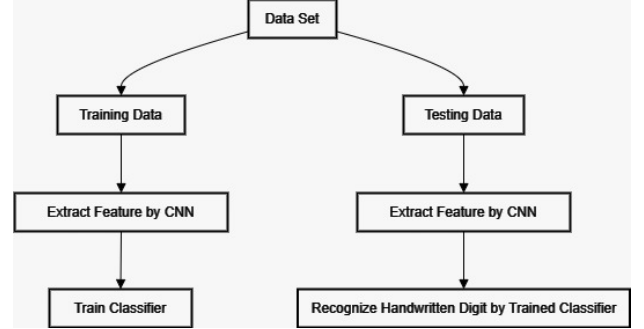 Data Set
Training Data
Testing Data
Extract Feature by CNN
Extract Feature by CNN
Train Classifier
Recognize Handwritten Digit by Trained Classifier